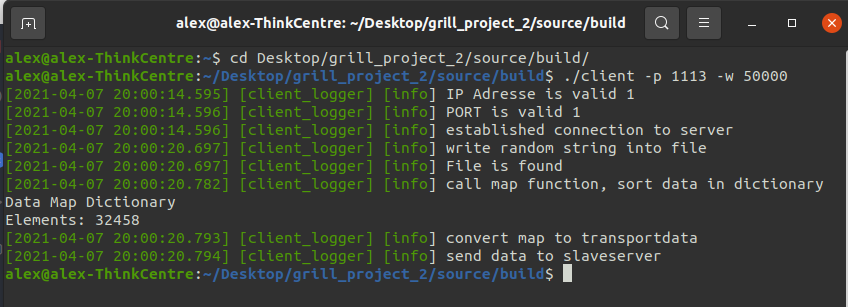 alex@alex-ThinkCentre: ~/Desktop/grill_project_2/source/build
alex@alex-ThinkCentre:~$ cd Desktop/grill_project_2/source/build/
alex@alex-ThinkCentre:~/Desktop/grill_project_2/source/build$ ./client -p 1113 -w 50000
[2021-04-07 20:00:14.595] [client_logger] [info] IP Adresse is valid 1
[2021-04-07 20:00:14.596] [client_logger] [info] PORT is valid 1
[2021-04-07 20:00:14.596] [client_logger] [info] established connection to server
[2021-04-07 20:00:20.697] [client_logger] [info] write random string into file
[2021-04-07 20:00:20.697] [client_logger] [info] File is found
[2021-04-07 20:00:20.782] [client_logger] [info] call map function, sort data in dictionary
Data Map Dictionary
Elements: 32458
[2021-04-07 20:00:20.793] [client_logger] [info] convert map to transportdata
[2021-04-07 20:00:20.794] [client_logger] [info] send data to slaveserver
alex@alex-ThinkCentre:~/Desktop/grill_project_2/source/build$